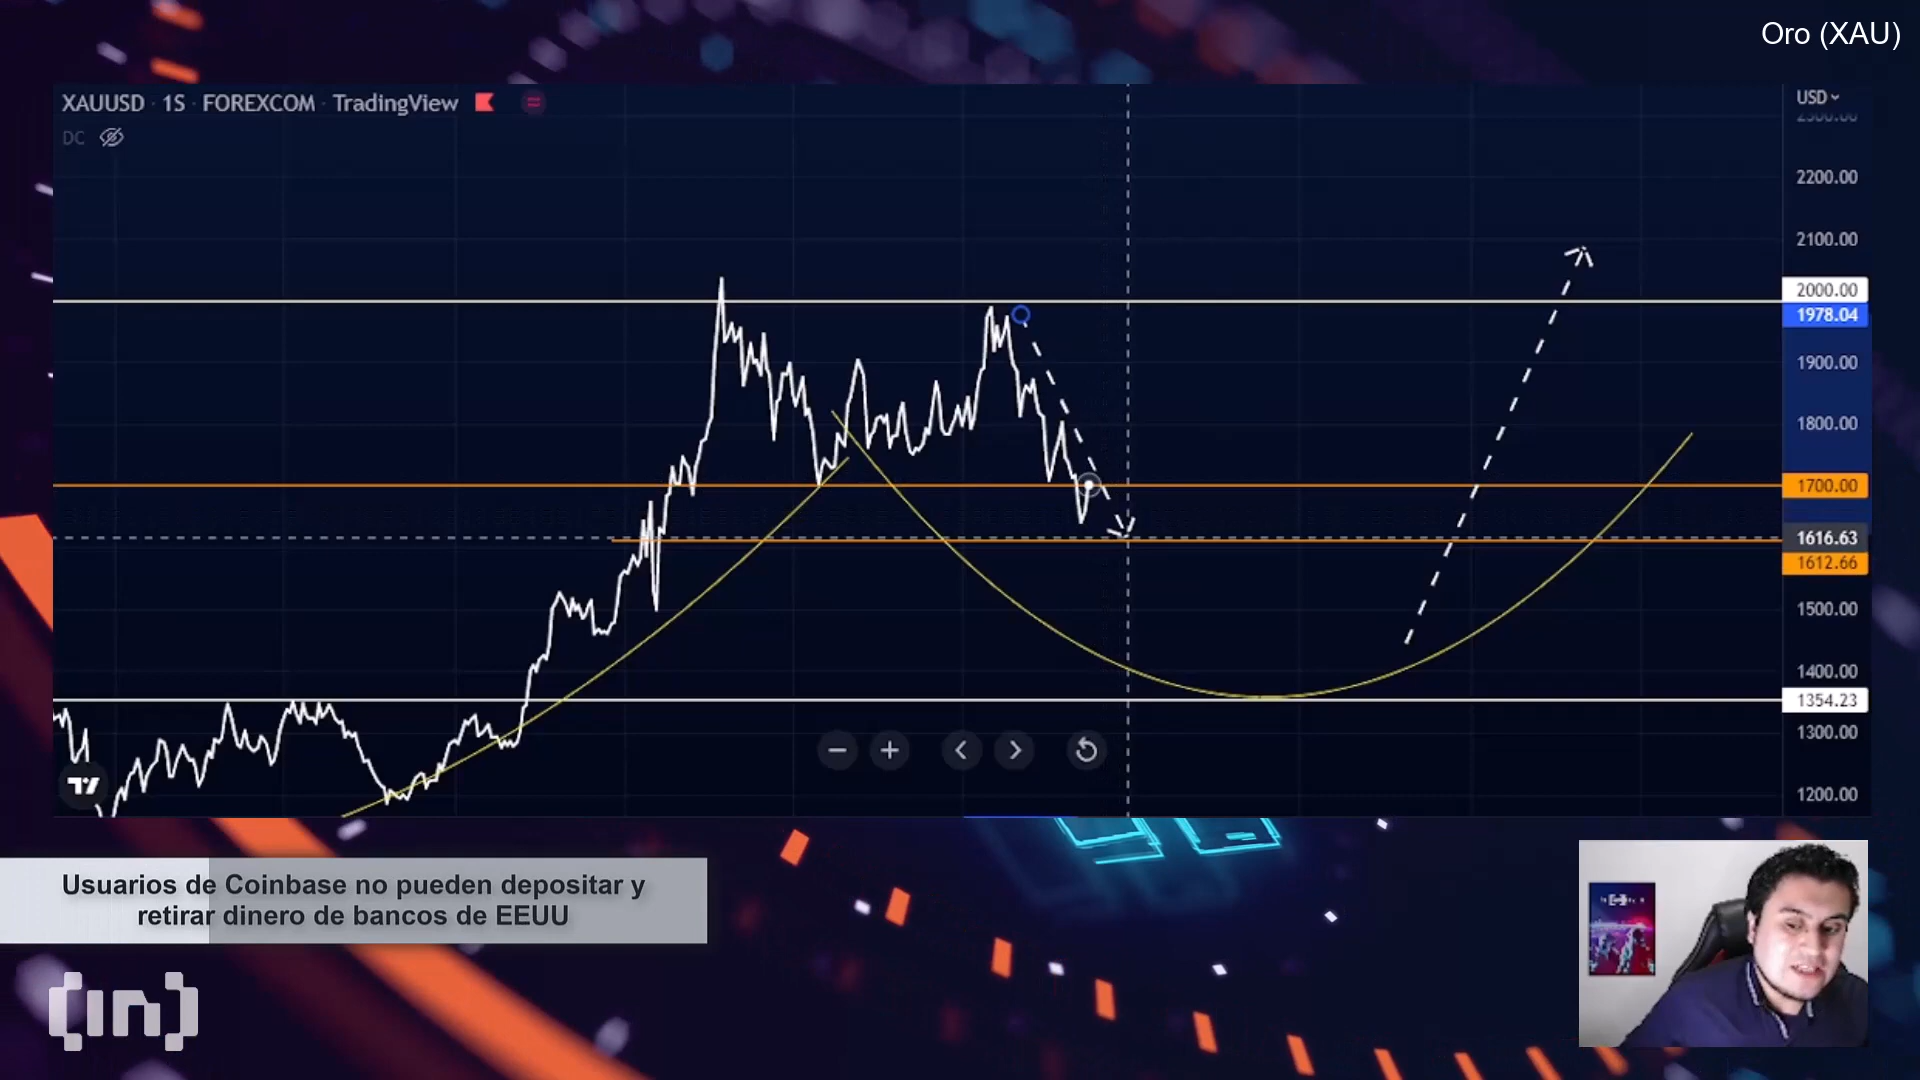 Oro (XAU)
XAUUSD · 1S · FOREXCOM · TradingView
DC
USD
2300.00
2200.00
2100.00
2000.00
1978.04
1900.00
1800.00
1700.00
1616.63
1612.66
1500.00
1400.00
1354.23
1300.00
1200.00
Usuarios de Coinbase no pueden depositar y
retirar dinero de bancos de EEUU
[in]